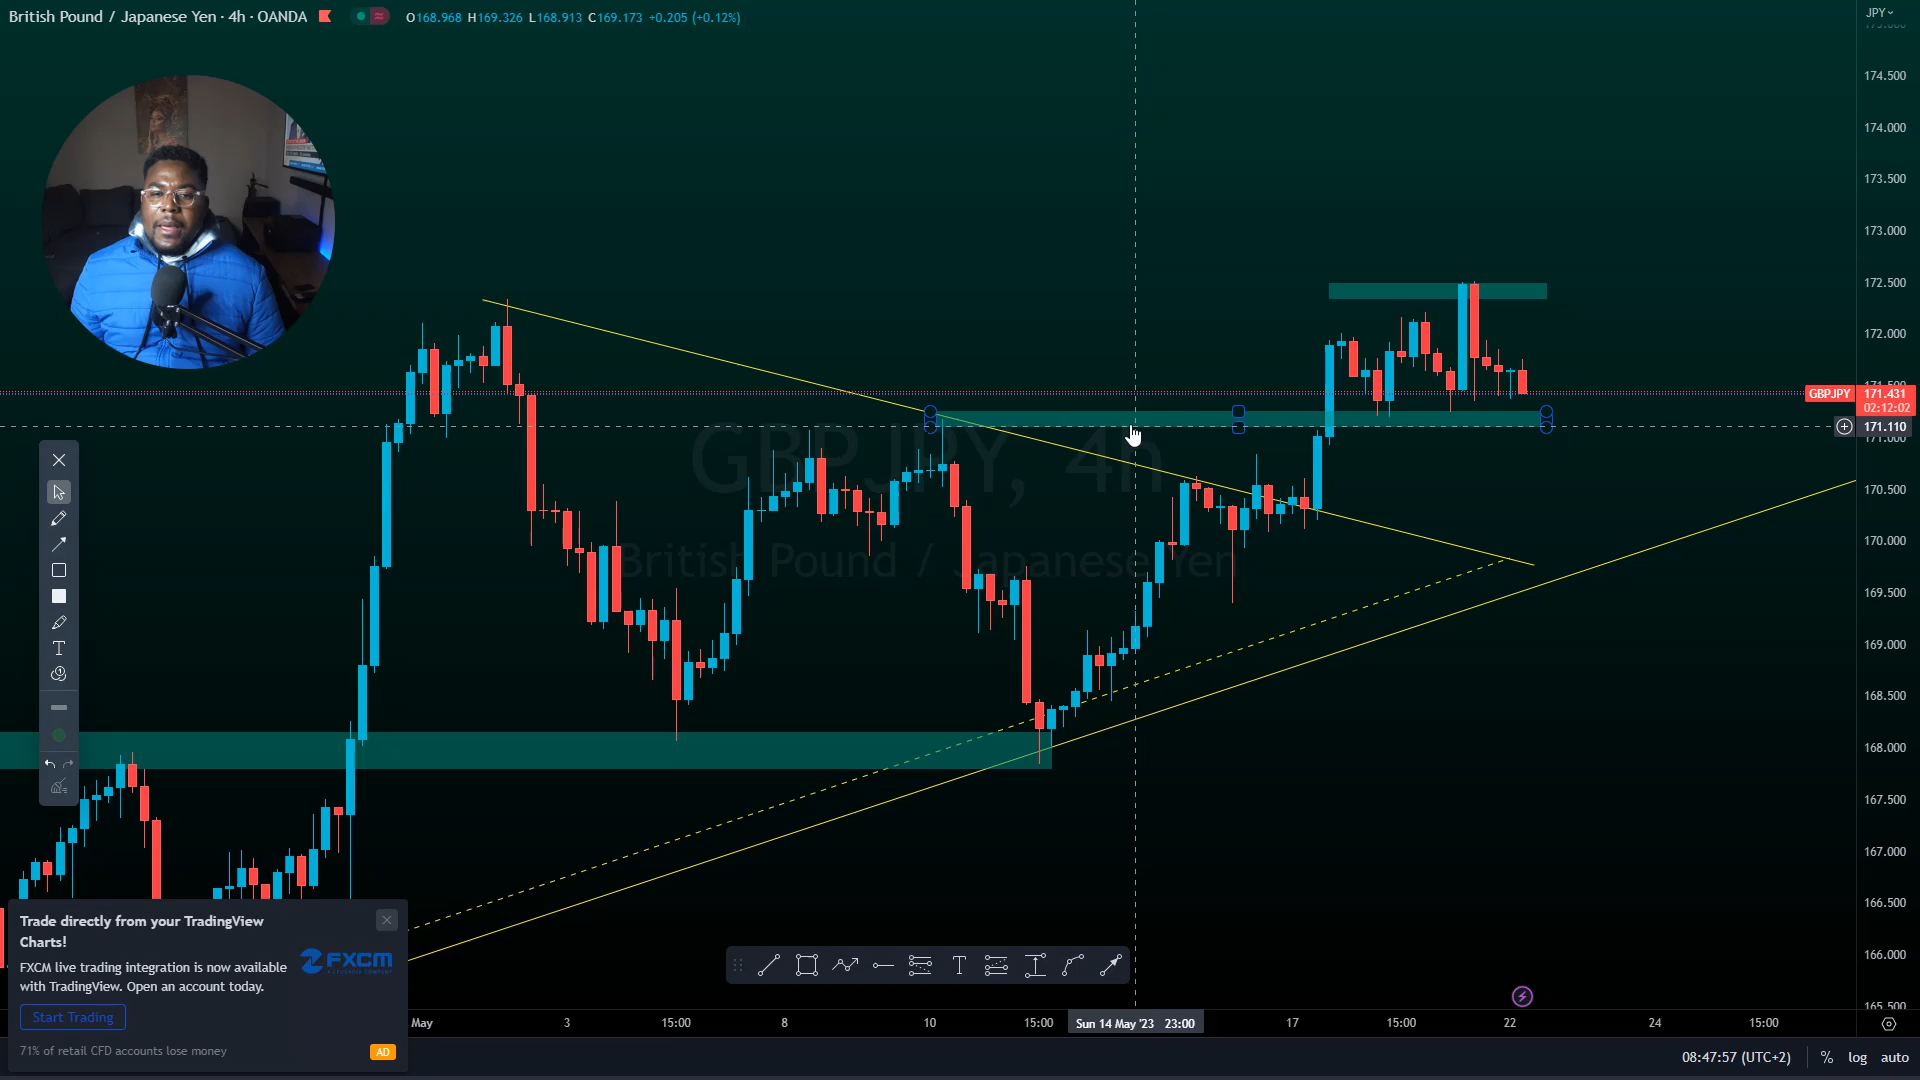 British Pound / Japanese Yen · 4h · OANDA
O168.968 H169.326 L168.913 C169.173 +0.205 (+0.12%)
JPY
174.500
174.000
173.500
173.000
172.500
172.000
171.500
GBPJPY 171.431
02:12:02
171.110
171.000
170.500
170.000
169.500
169.000
168.500
168.000
167.500
167.000
166.500
166.000
165.500
GBPJPY, 4h
British Pound / Japanese Yen
Trade directly from your TradingView
Charts!
FXCM live trading integration is now available
with TradingView. Open an account today.
FXCM
Start Trading
71% of retail CFD accounts lose money
AD
May 3 15:00 8 10 15:00 Sun 14 May '23 23:00 17 15:00 22 24 15:00
08:47:57 (UTC+2) % log auto